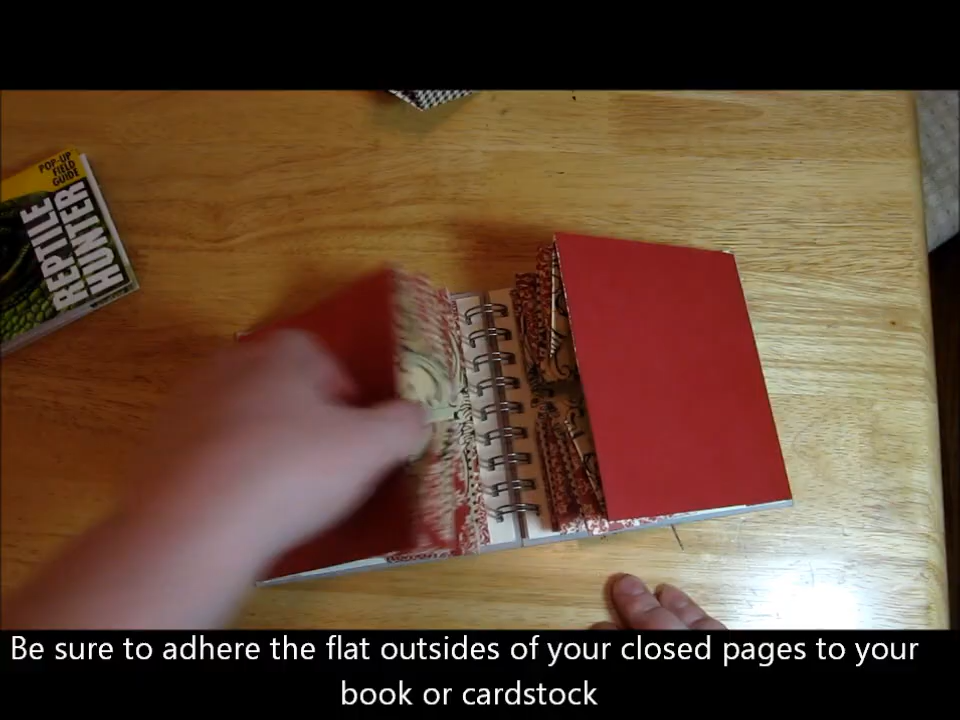 POP-UP
FIELD
GUIDE
REPTILE
HUNTER
Be sure to adhere the flat outsides of your closed pages to your
book or cardstock